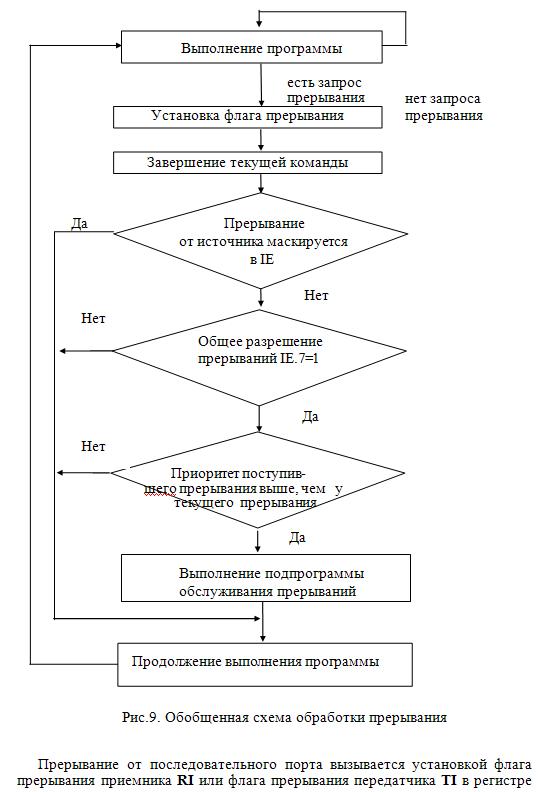 Выполнение программы
есть запрос
прерывания
нет запроса
прерывания
Установка флага прерывания
Завершение текущей команды
Да
Прерывание
от источника маскируется
в IE
Нет
Нет
Общее разрешение
прерываний IE.7=1
Да
Нет
Приоритет поступив-
шего прерывания выше, чем у
текущего прерывания
Да
Выполнение подпрограммы
обслуживания прерываний
Продолжение выполнения программы
Рис.9. Обобщенная схема обработки прерывания
Прерывание от последовательного порта вызывается установкой флага
прерывания приемника RI или флага прерывания передатчика TI в регистре